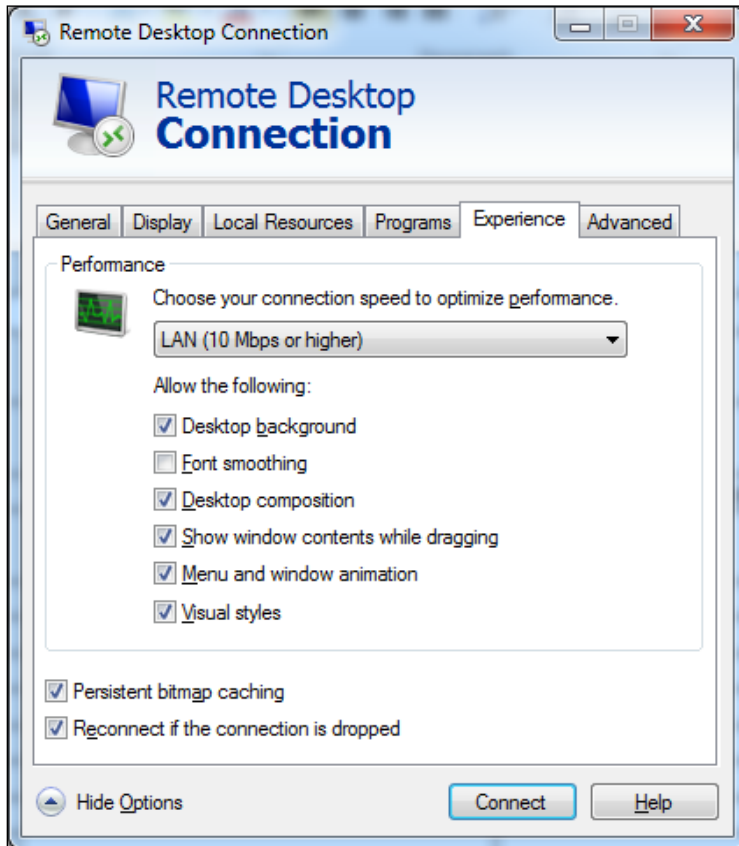 Remote Desktop Connection
Remote Desktop
Connection
General Display Local Resources Programs Experience Advanced
Performance
Choose your connection speed to optimize performance.
LAN (10 Mbps or higher)
Allow the following:
Desktop background
Font smoothing
Desktop composition
Show window contents while dragging
Menu and window animation
Visual styles
Persistent bitmap caching
Reconnect if the connection is dropped
Hide Options Connect Help